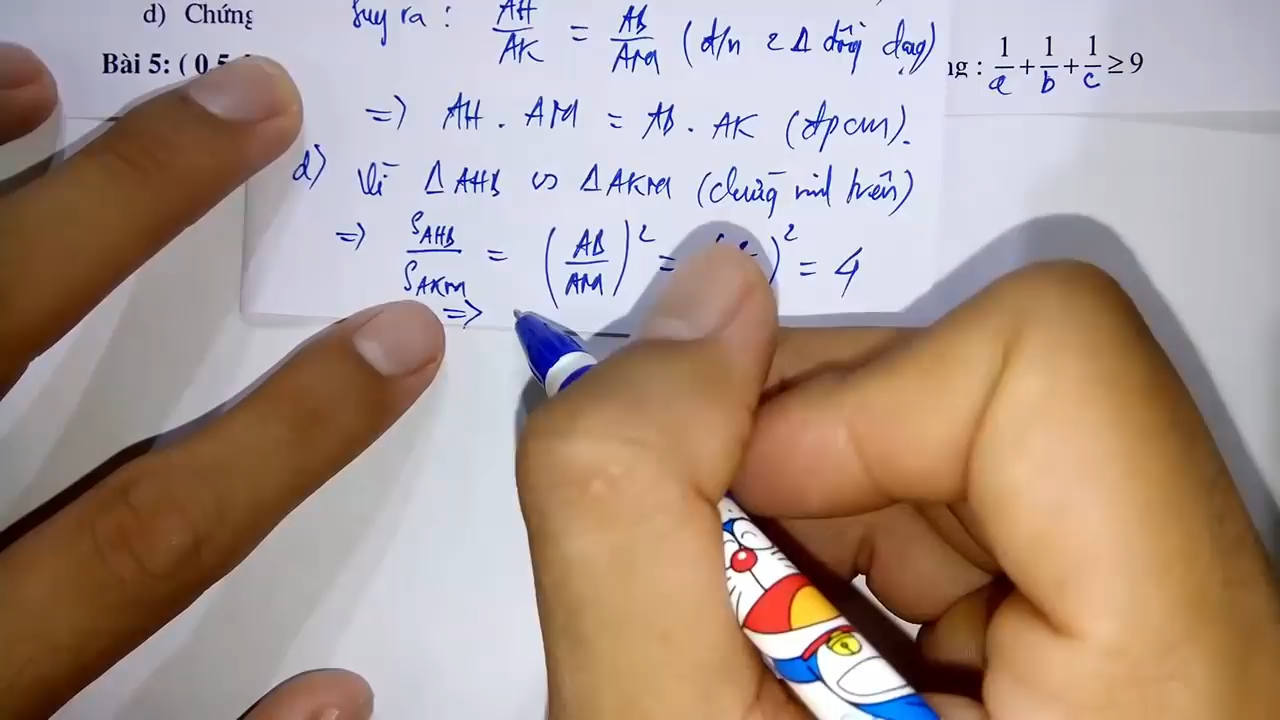 d) Chứng
Suy ra : AH/AK = AB/AM (d/n 2 Δ đồng dạng)
Bài 5: ( 0,5
ng : 1/a + 1/b + 1/c ≥ 9
=> AH . AM = AB . AK (đpcm).
d) Vì Δ AHB ∽ Δ AKM (chứng minh trên)
=> S_AHB/S_AKM = (AB/AM)² = ( )² = 4
=>